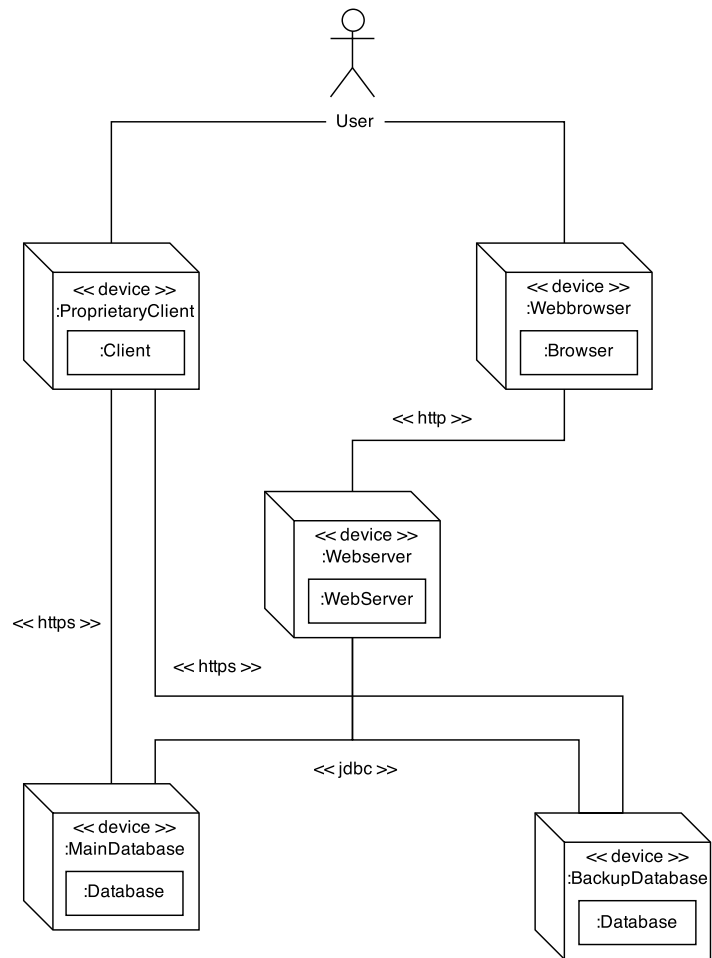 User
<< device >>
:ProprietaryClient
:Client
<< device >>
:Webbrowser
:Browser
<< http >>
<< device >>
:Webserver
:WebServer
<< https >>
<< https >>
<< jdbc >>
<< device >>
:MainDatabase
:Database
<< device >>
:BackupDatabase
:Database